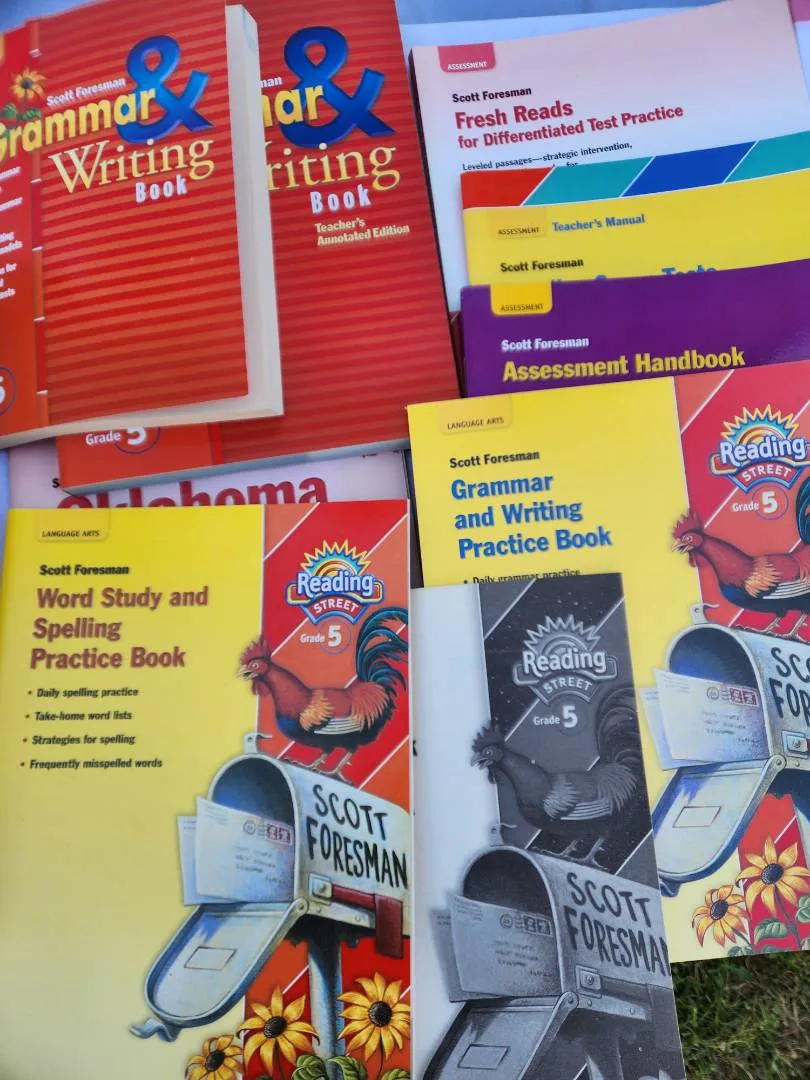 Scott Foresman
Grammar
&
Writing
Book
5
&
Writing
Book
Teacher's
Annotated Edition
Grade 5
ASSESSMENT
Scott Foresman
Fresh Reads
for Differentiated Test Practice
Leveled passages—strategic intervention,
ASSESSMENT
Teacher's Manual
Scott Foresman
Tests
ASSESSMENT
Scott Foresman
Assessment Handbook
LANGUAGE ARTS
Scott Foresman
Grammar
and Writing
Practice Book
• Daily grammar practice
Reading
STREET
Grade 5
Oklahoma
LANGUAGE ARTS
Scott Foresman
Word Study and
Spelling
Practice Book
• Daily spelling practice
• Take-home word lists
• Strategies for spelling
• Frequently misspelled words
Reading
STREET
Grade 5
SCOTT
FORESMAN
Reading
STREET
Grade 5
SCOTT
FORESMAN